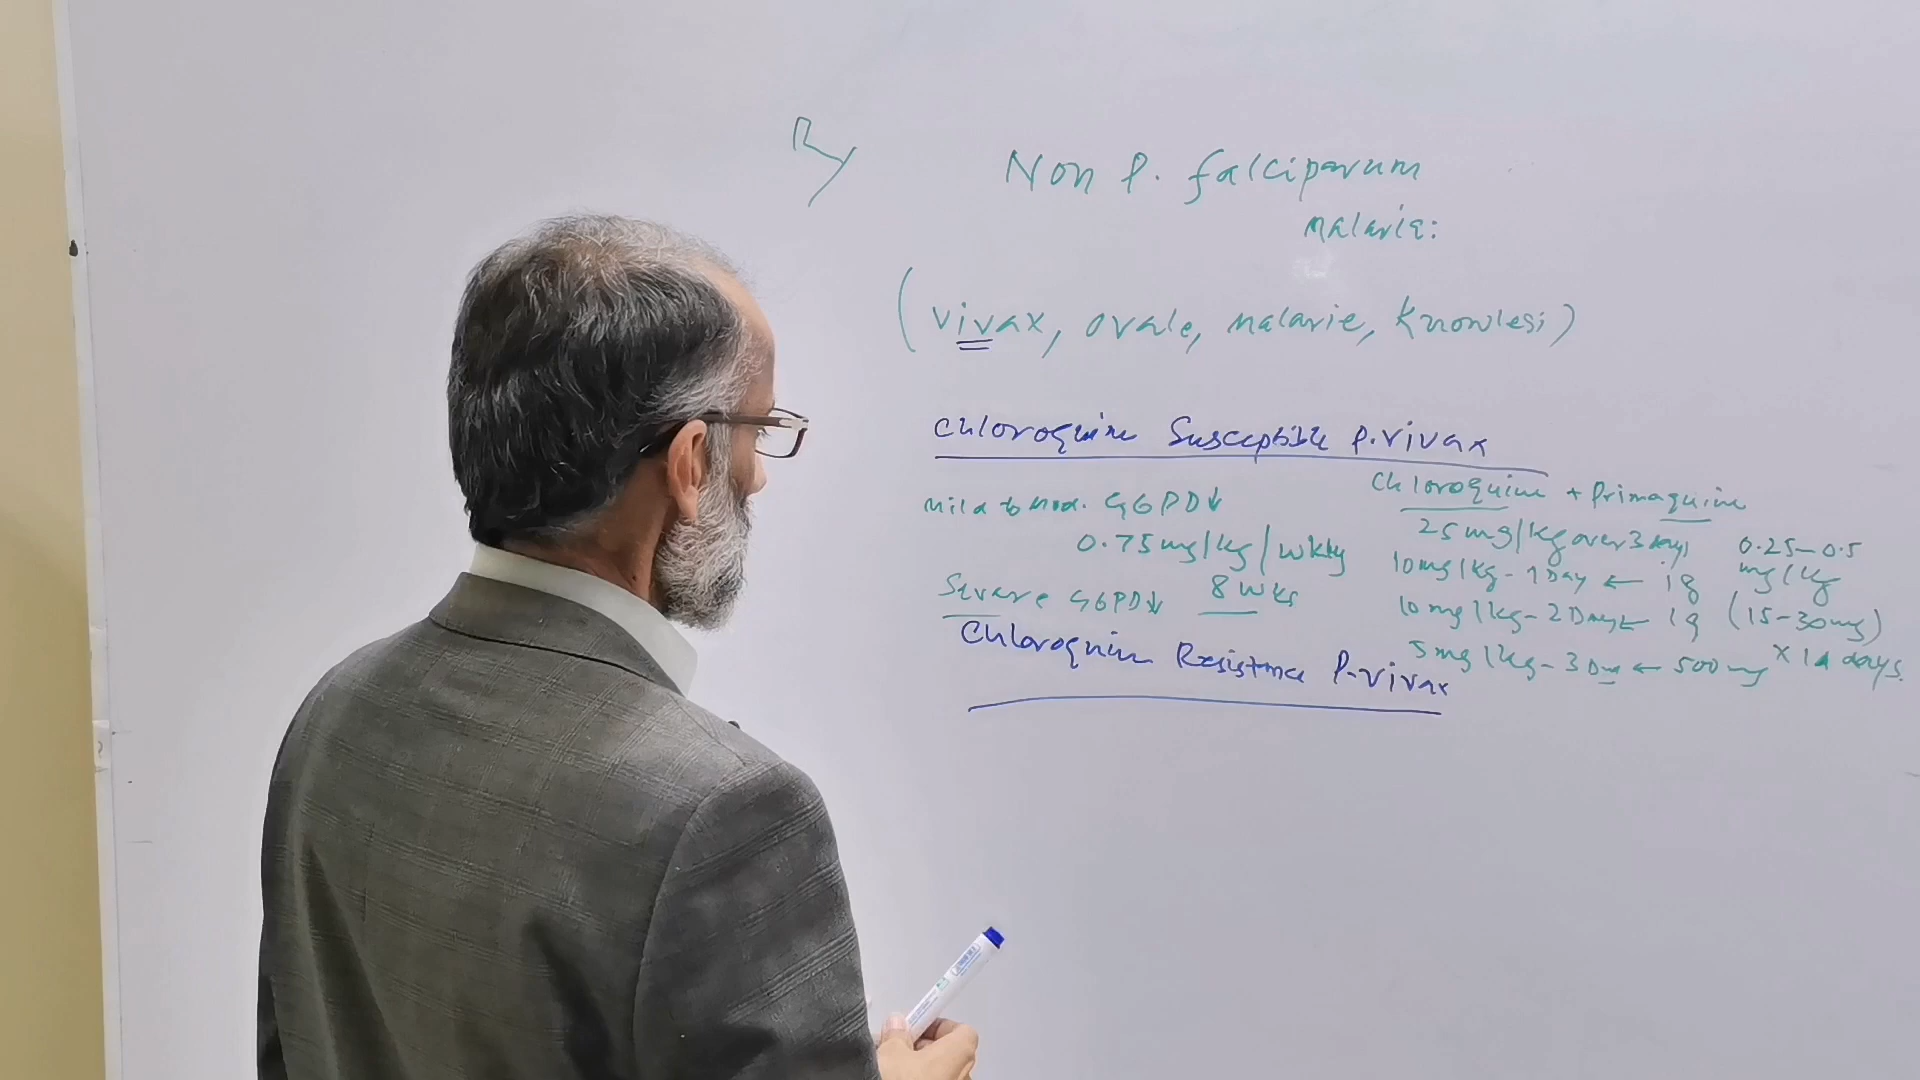 Rx
Non P. falciparum
malaria:
(vivax, ovale, malarie, Knowlesi)
Chloroquine Susceptible P.vivax
Mild to Mod. G6PD↓
0.75mg/kg/wkly
Severe G6PD↓ 8 wks
Chloroquine + Primaquine
25mg/kg over 3 days
10mg/kg - 1 Day ← 1g
10mg/kg - 2 Day ← 1g
5mg/kg - 3 Day ← 500mg
0.25-0.5
mg/kg
(15-30mg)
x 14 days.
Chloroquine Resistance P.vivax